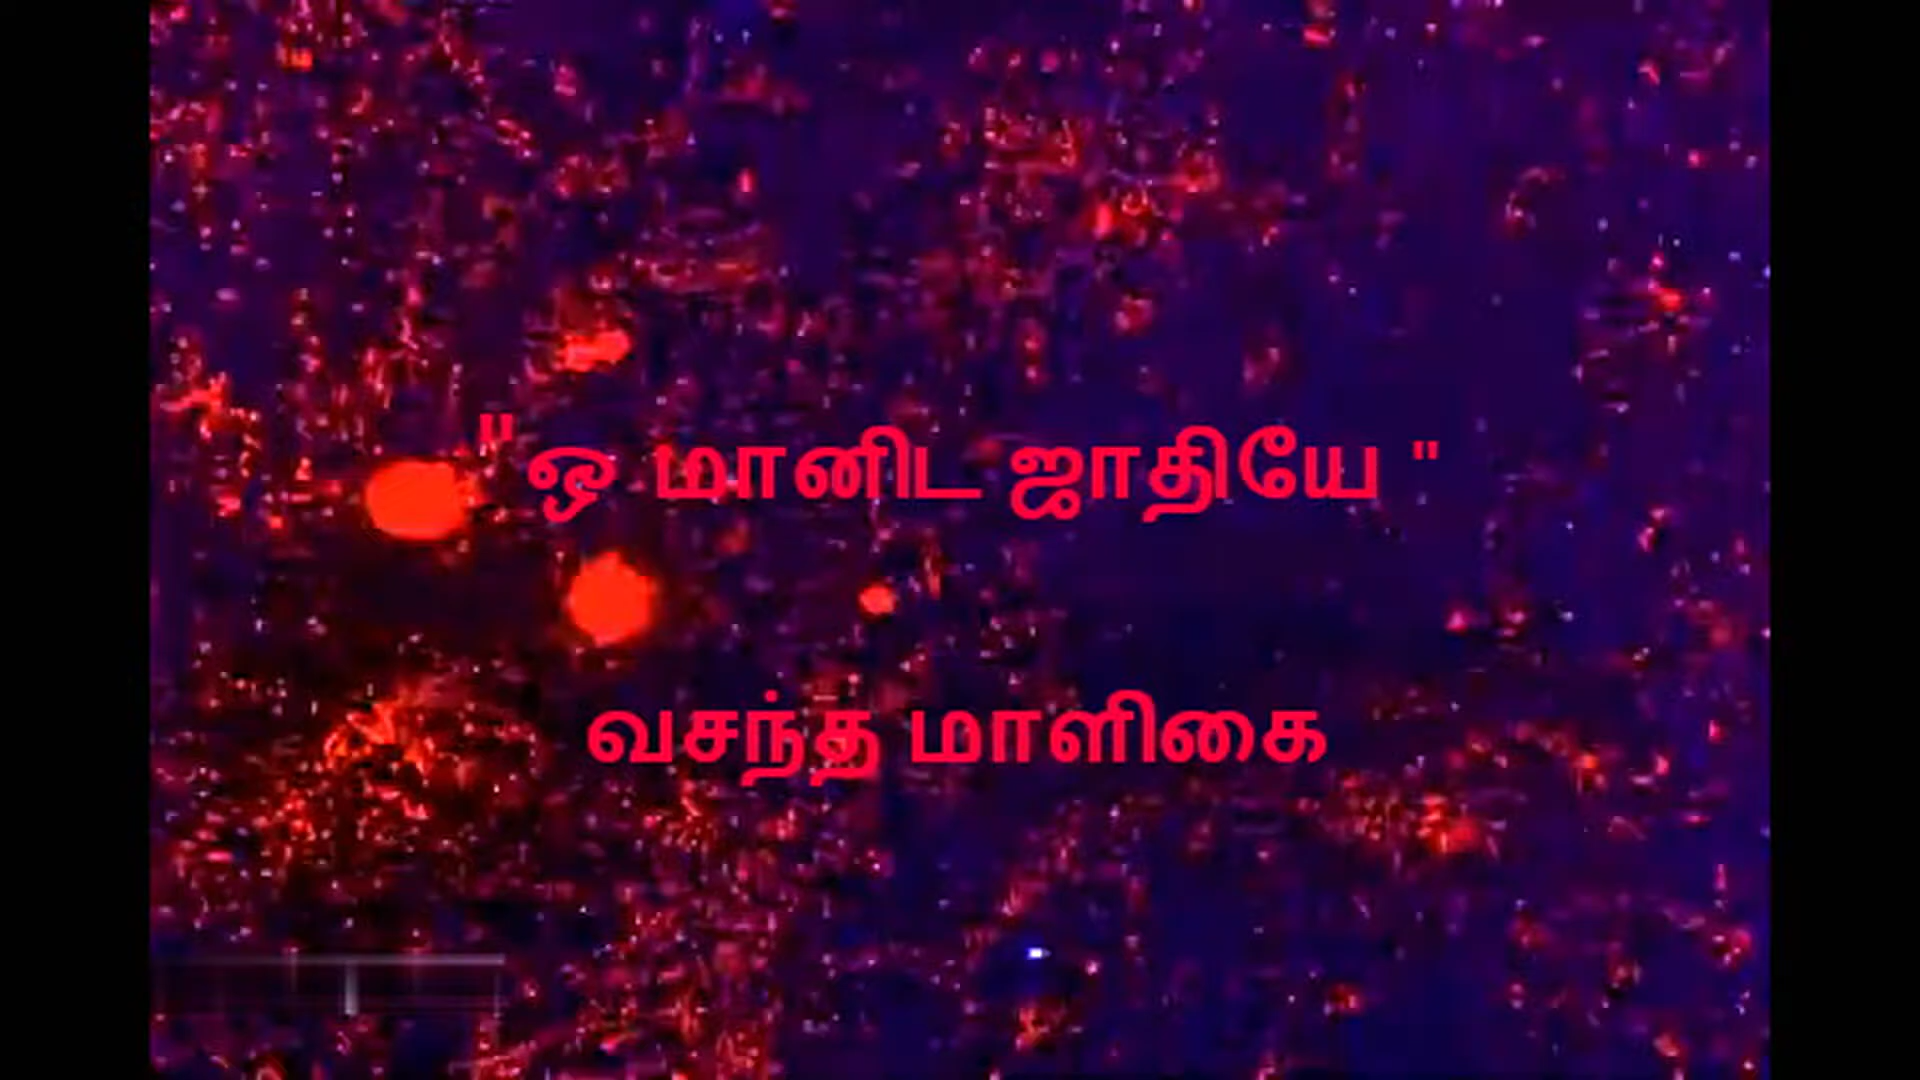 " ஒ மானிட ஜாதியே "
வசந்த மாளிகை